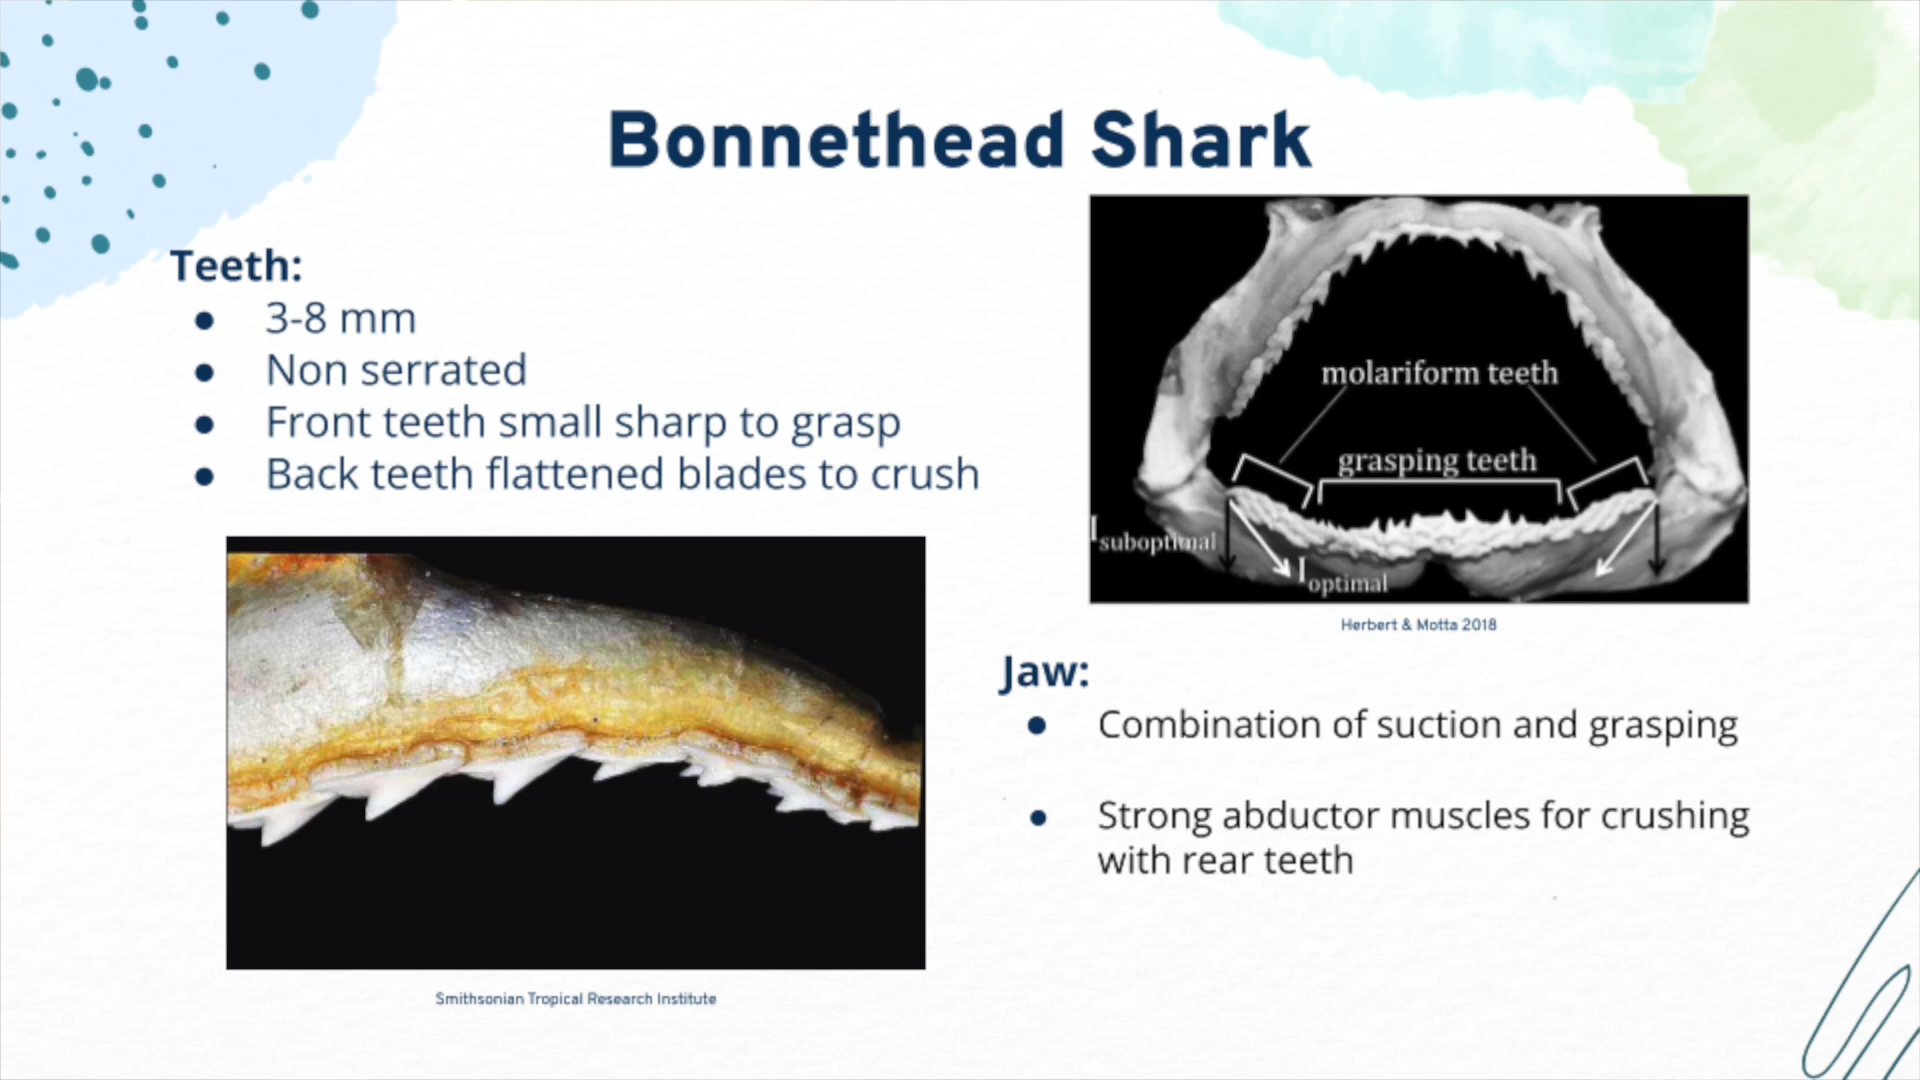 Bonnethead Shark
Teeth:
● 3-8 mm
● Non serrated
● Front teeth small sharp to grasp
● Back teeth flattened blades to crush
Smithsonian Tropical Research Institute
molariform teeth
grasping teeth
I suboptimal
I optimal
Herbert & Motta 2018
Jaw:
● Combination of suction and grasping
● Strong abductor muscles for crushing
with rear teeth